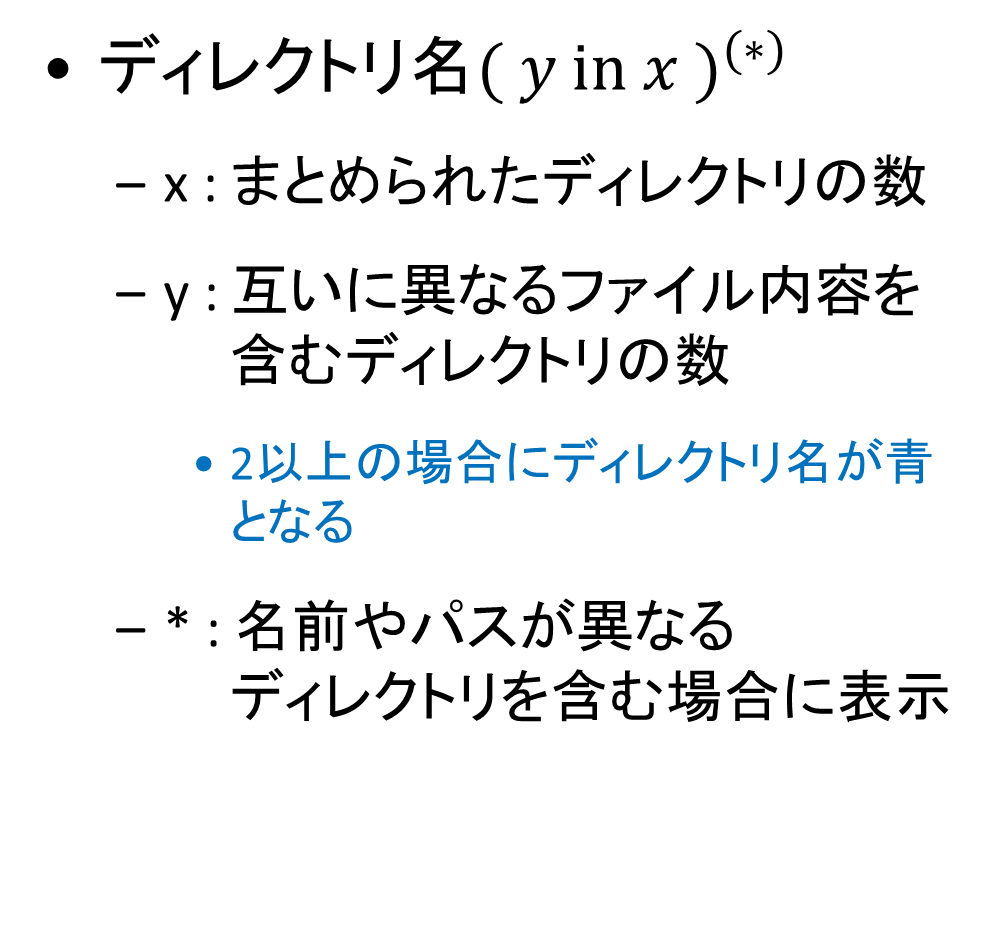 • ディレクトリ名( y in x )(*)
– x : まとめられたディレクトリの数
– y : 互いに異なるファイル内容を
含むディレクトリの数
• 2以上の場合にディレクトリ名が青
となる
– * : 名前やパスが異なる
ディレクトリを含む場合に表示